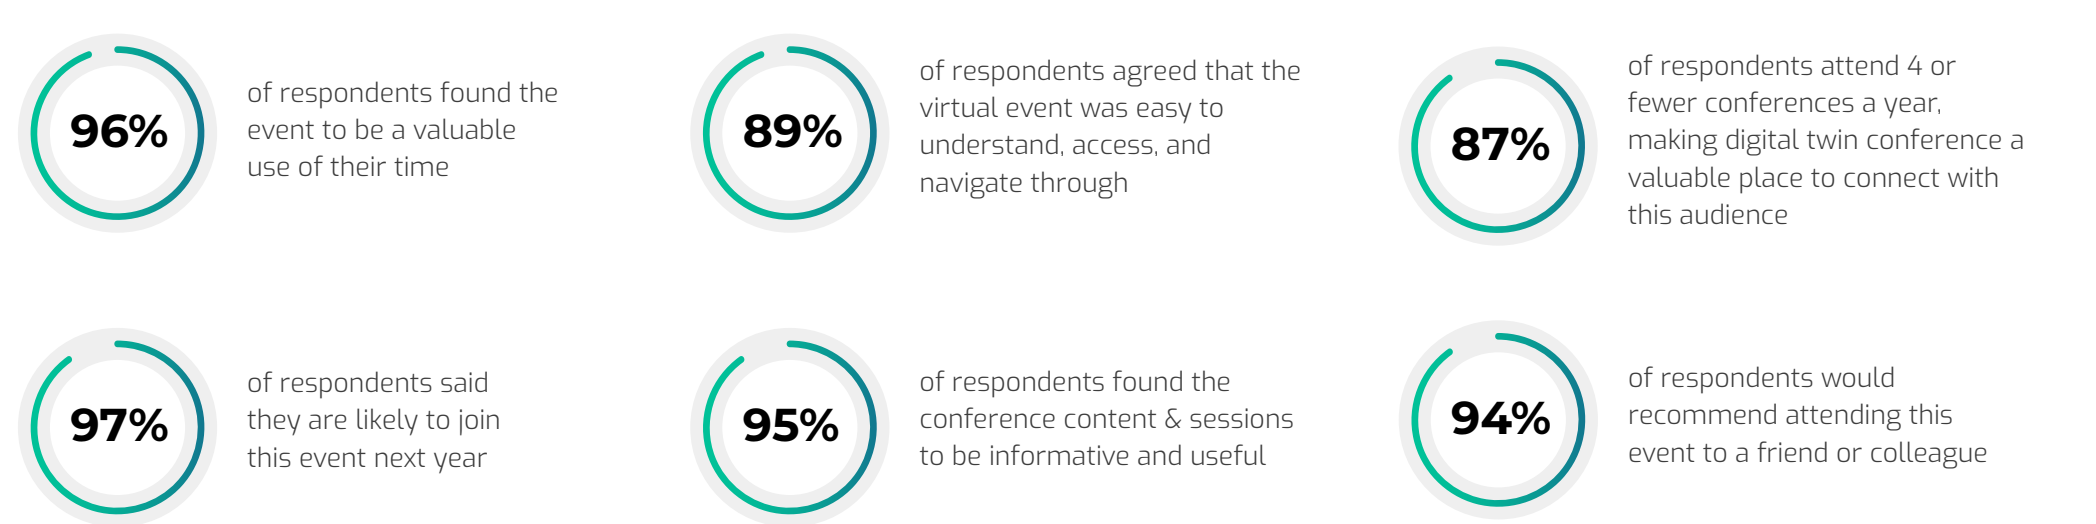 96%
of respondents found the
event to be a valuable
use of their time
89%
of respondents agreed that the
virtual event was easy to
understand, access, and
navigate through
87%
of respondents attend 4 or
fewer conferences a year,
making digital twin conference a
valuable place to connect with
this audience
97%
of respondents said
they are likely to join
this event next year
95%
of respondents found the
conference content & sessions
to be informative and useful
94%
of respondents would
recommend attending this
event to a friend or colleague